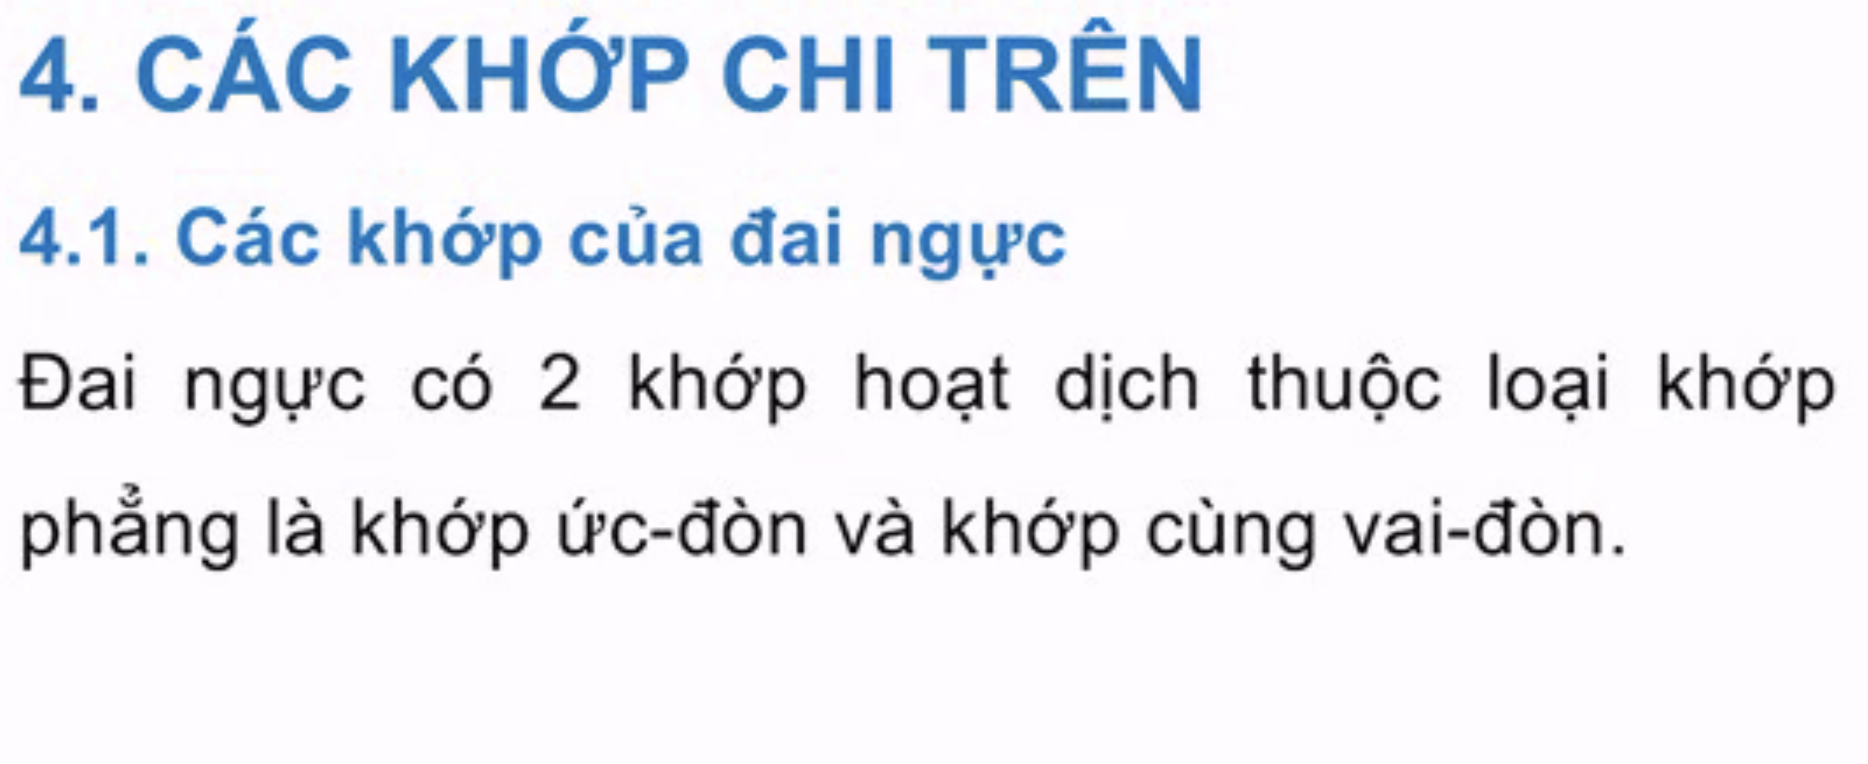 4. CÁC KHỚP CHI TRÊN
4.1. Các khớp của đai ngực
Đai ngực có 2 khớp hoạt dịch thuộc loại khớp
phẳng là khớp ức-đòn và khớp cùng vai-đòn.